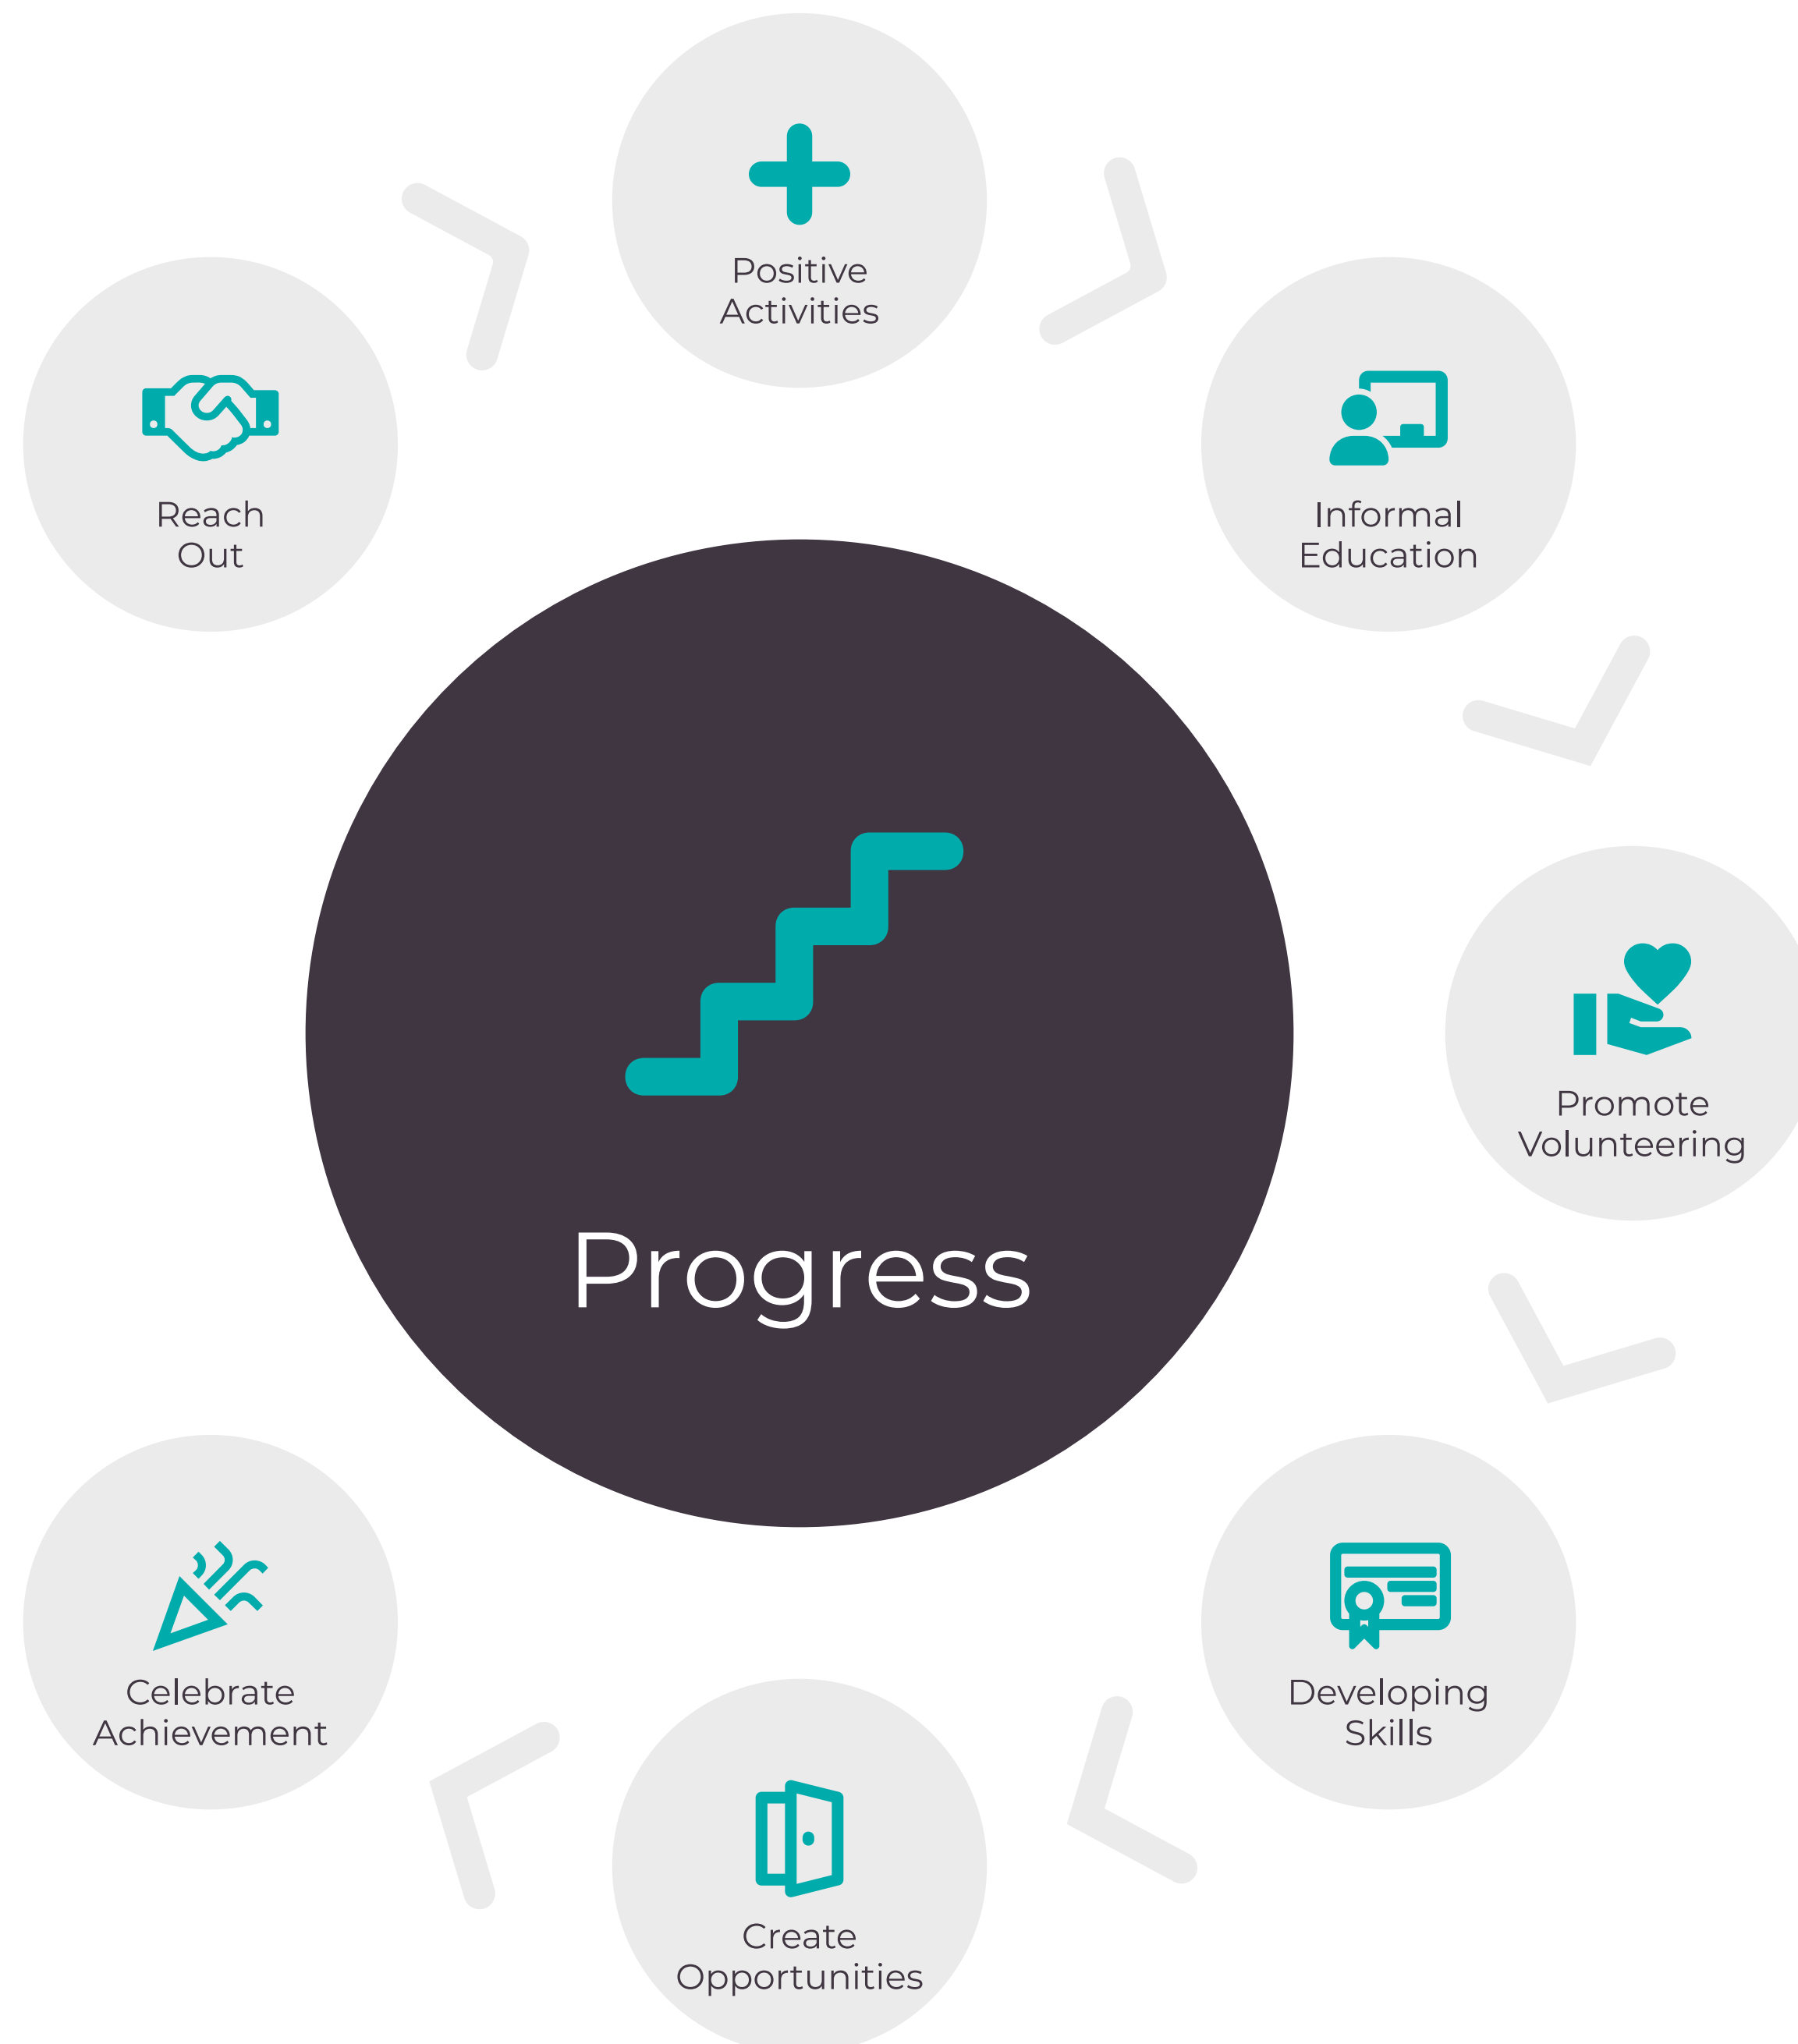 Positive
Activities
Reach
Out
Informal
Education
Promote
Volunteering
Progress
Developing
Skills
Celebrate
Achievement
Create
Opportunities